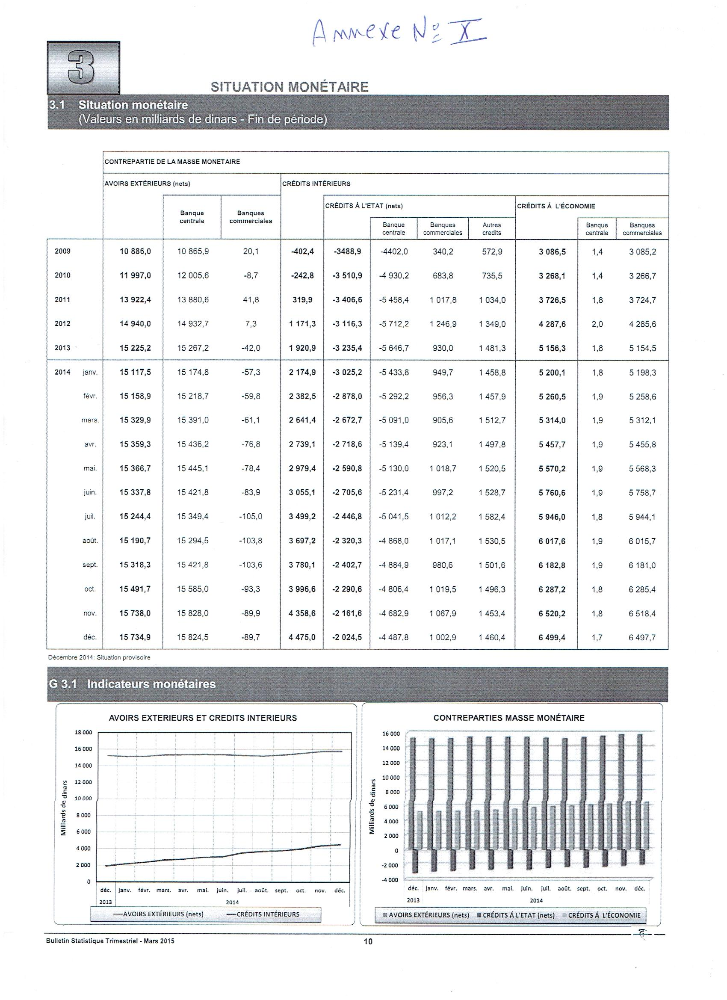 Annexe N° X
3
SITUATION MONÉTAIRE
3.1 Situation monétaire
(Valeurs en milliards de dinars - Fin de période)
CONTREPARTIE DE LA MASSE MONETAIRE
AVOIRS EXTÉRIEURS (nets) CRÉDITS INTÉRIEURS
CRÉDITS Á L'ETAT (nets) CRÉDITS Á L'ÉCONOMIE
Banque centrale Banques commerciales Banque centrale Banques commerciales Autres credits Banque centrale Banques commerciales
2009 10 886,0 10 865,9 20,1 -402,4 -3488,9 -4402,0 340,2 572,9 3 086,5 1,4 3 085,2
2010 11 997,0 12 005,6 -8,7 -242,8 -3 510,9 -4 930,2 683,8 735,5 3 268,1 1,4 3 266,7
2011 13 922,4 13 880,6 41,8 319,9 -3 406,6 -5 458,4 1 017,8 1 034,0 3 726,5 1,8 3 724,7
2012 14 940,0 14 932,7 7,3 1 171,3 -3 116,3 -5 712,2 1 246,9 1 349,0 4 287,6 2,0 4 285,6
2013 15 225,2 15 267,2 -42,0 1 920,9 -3 235,4 -5 646,7 930,0 1 481,3 5 156,3 1,8 5 154,5
2014 janv. 15 117,5 15 174,8 -57,3 2 174,9 -3 025,2 -5 433,8 949,7 1 458,8 5 200,1 1,8 5 198,3
févr. 15 158,9 15 218,7 -59,8 2 382,5 -2 878,0 -5 292,2 956,3 1 457,9 5 260,5 1,9 5 258,6
mars. 15 329,9 15 391,0 -61,1 2 641,4 -2 672,7 -5 091,0 905,6 1 512,7 5 314,0 1,9 5 312,1
avr. 15 359,3 15 436,2 -76,8 2 739,1 -2 718,6 -5 139,4 923,1 1 497,8 5 457,7 1,9 5 455,8
mai. 15 366,7 15 445,1 -78,4 2 979,4 -2 590,8 -5 130,0 1 018,7 1 520,5 5 570,2 1,9 5 568,3
juin. 15 337,8 15 421,8 -83,9 3 055,1 -2 705,6 -5 231,4 997,2 1 528,7 5 760,6 1,9 5 758,7
juil. 15 244,4 15 349,4 -105,0 3 499,2 -2 446,8 -5 041,5 1 012,2 1 582,4 5 946,0 1,8 5 944,1
août. 15 190,7 15 294,5 -103,8 3 697,2 -2 320,3 -4 868,0 1 017,1 1 530,5 6 017,6 1,9 6 015,7
sept. 15 318,3 15 421,8 -103,6 3 780,1 -2 402,7 -4 884,9 980,6 1 501,6 6 182,8 1,9 6 181,0
oct. 15 491,7 15 585,0 -93,3 3 996,6 -2 290,6 -4 806,4 1 019,5 1 496,3 6 287,2 1,8 6 285,4
nov. 15 738,0 15 828,0 -89,9 4 358,6 -2 161,6 -4 682,9 1 067,9 1 453,4 6 520,2 1,8 6 518,4
déc. 15 734,9 15 824,5 -89,7 4 475,0 -2 024,5 -4 487,8 1 002,9 1 460,4 6 499,4 1,7 6 497,7
Décembre 2014: Situation provisoire
G 3.1 Indicateurs monétaires
AVOIRS EXTERIEURS ET CREDITS INTERIEURS
Milliards de dinars
18 000
16 000
14 000
12 000
10 000
8 000
6 000
4 000
2 000
0
déc. janv. févr. mars. avr. mai. juin. juil. août. sept. oct. nov. déc.
2013 2014
AVOIRS EXTÉRIEURS (nets) CRÉDITS INTÉRIEURS
CONTREPARTIES MASSE MONÉTAIRE
Milliards de dinars
16 000
14 000
12 000
10 000
8 000
6 000
4 000
2 000
0
-2 000
-4 000
déc. janv. févr. mars. avr. mai. juin. juil. août. sept. oct. nov. déc.
2013 2014
AVOIRS EXTÉRIEURS (nets) CRÉDITS Á L'ETAT (nets) CRÉDITS Á L'ÉCONOMIE
Bulletin Statistique Trimestriel - Mars 2015 10